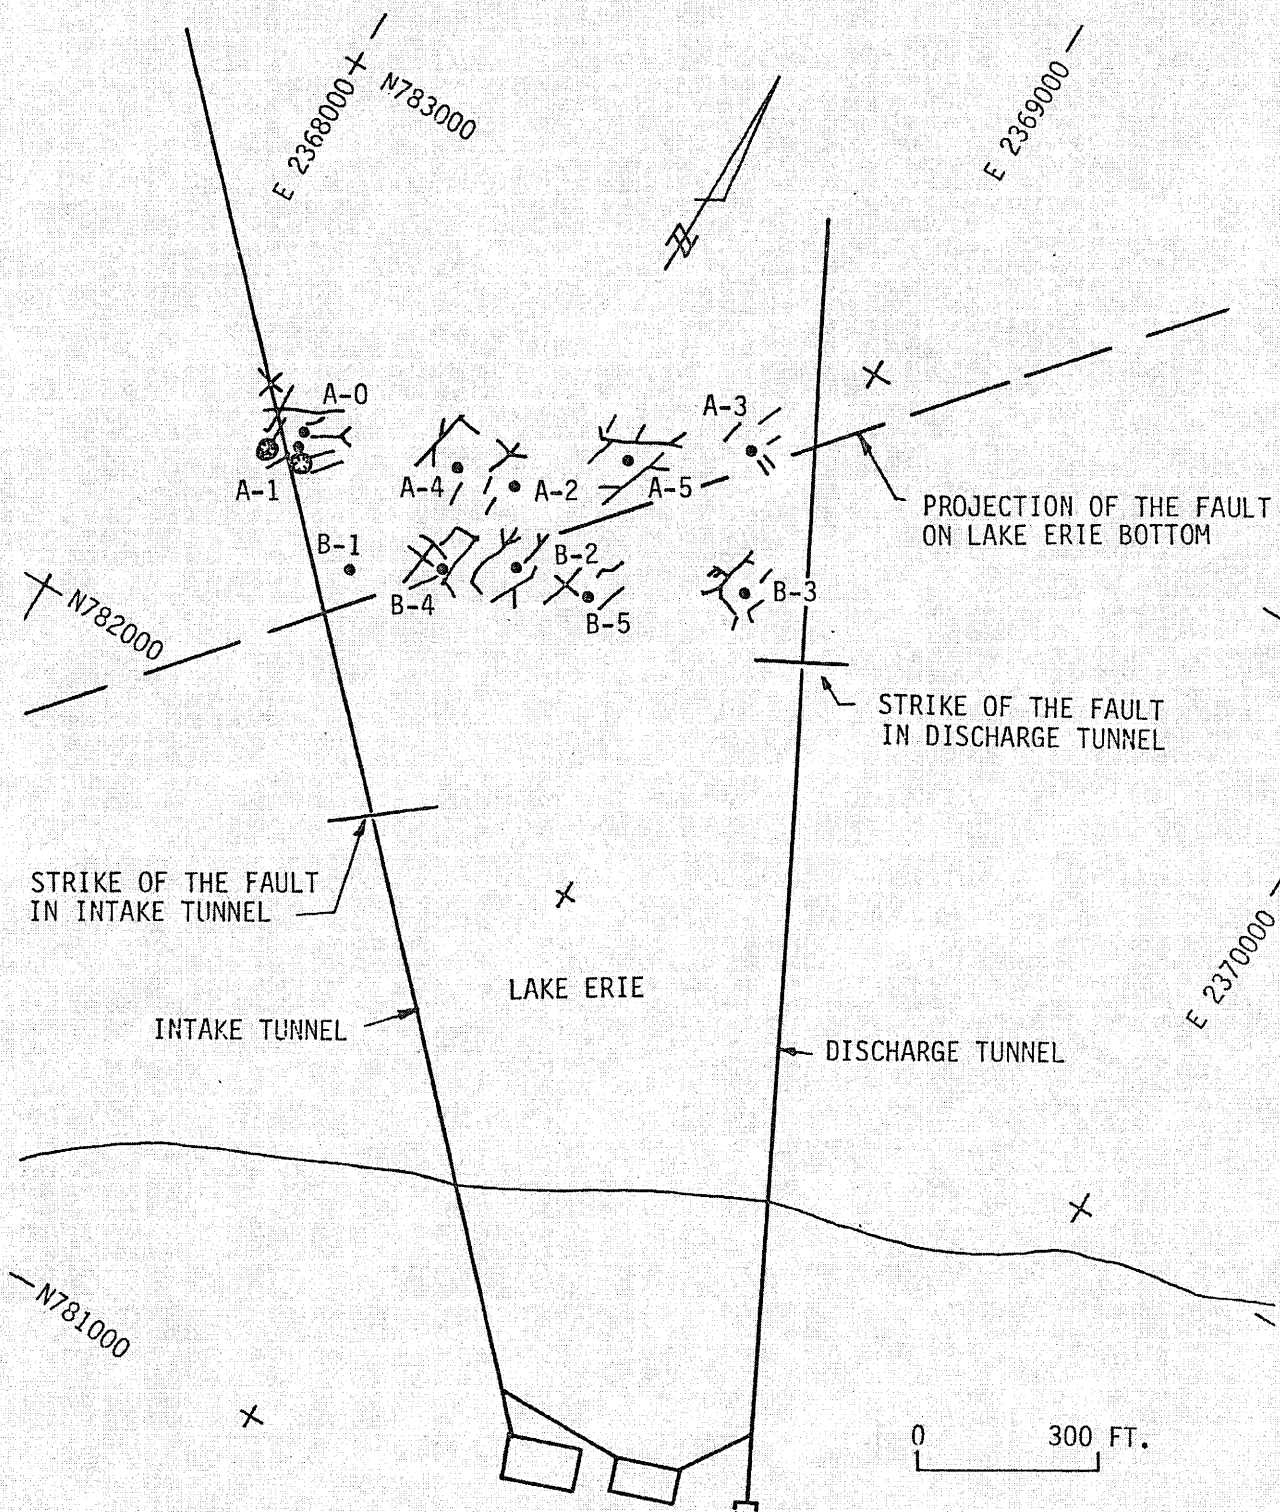 E 2368000
N783000
E 2369000
A-0
A-3
A-1
A-4
A-2
A-5
PROJECTION OF THE FAULT
ON LAKE ERIE BOTTOM
B-1
B-2
B-4
B-3
B-5
N782000
STRIKE OF THE FAULT
IN DISCHARGE TUNNEL
STRIKE OF THE FAULT
IN INTAKE TUNNEL
E 2370000
LAKE ERIE
INTAKE TUNNEL
DISCHARGE TUNNEL
N781000
0 300 FT.